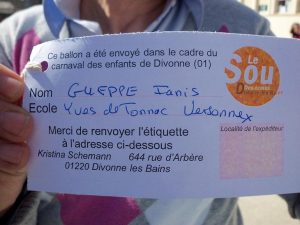 Ce ballon a été envoyé dans le cadre du
carnaval des enfants de Divonne (01)
Le
Sou
Nom GUEPPE Ianis
Ecole Yves de Tonnac Versonnex
Merci de renvoyer l'étiquette
à l'adresse ci-dessous
Localité de l'expéditeur
Kristina Schemann 644 rue d'Arbère
01220 Divonne les Bains